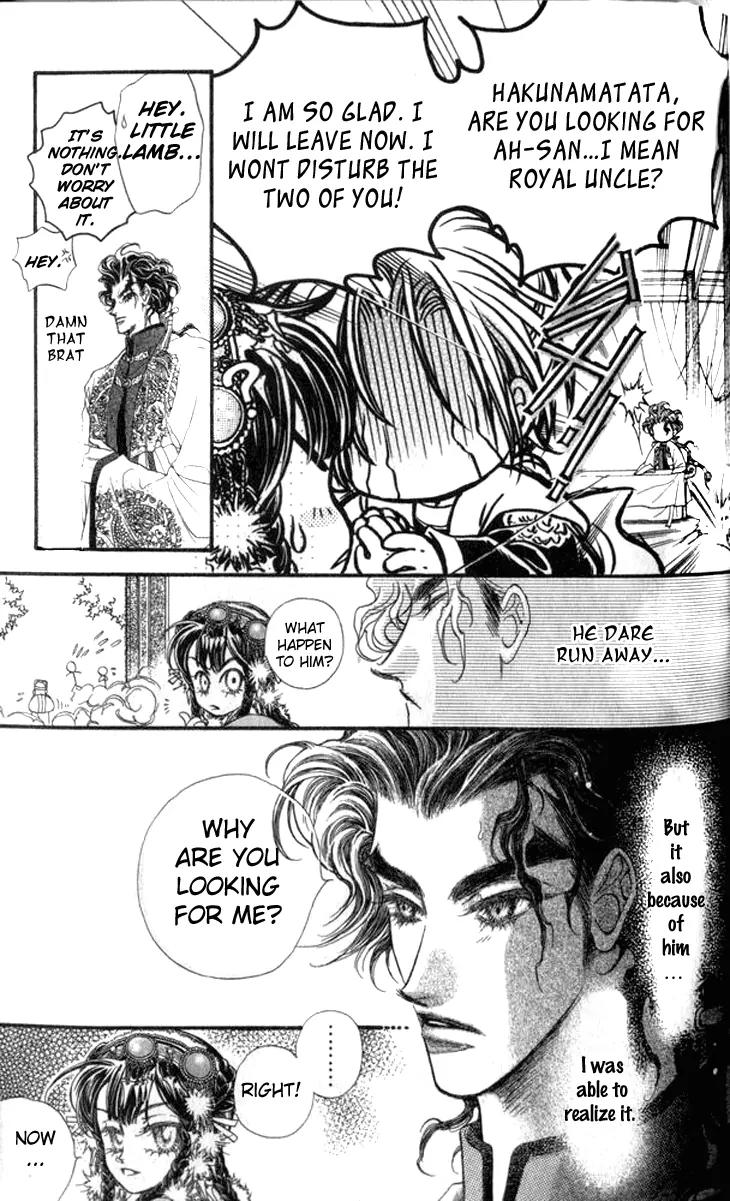 HAKUNAMATATA,
ARE YOU LOOKING FOR
AH-SAN...I MEAN
ROYAL UNCLE?
I AM SO GLAD. I
WILL LEAVE NOW. I
WONT DISTURB THE
TWO OF YOU!
HEY.
LITTLE
LAMB...
IT'S
NOTHING.
DON'T
WORRY
ABOUT
IT.
HEY.
DAMN
THAT
BRAT
HE DARE
RUN AWAY...
WHAT
HAPPEN
TO HIM?
But
it
also
because
of
him
...
WHY
ARE YOU
LOOKING
FOR ME?
I was
able to
realize it.
......
RIGHT!
NOW
...